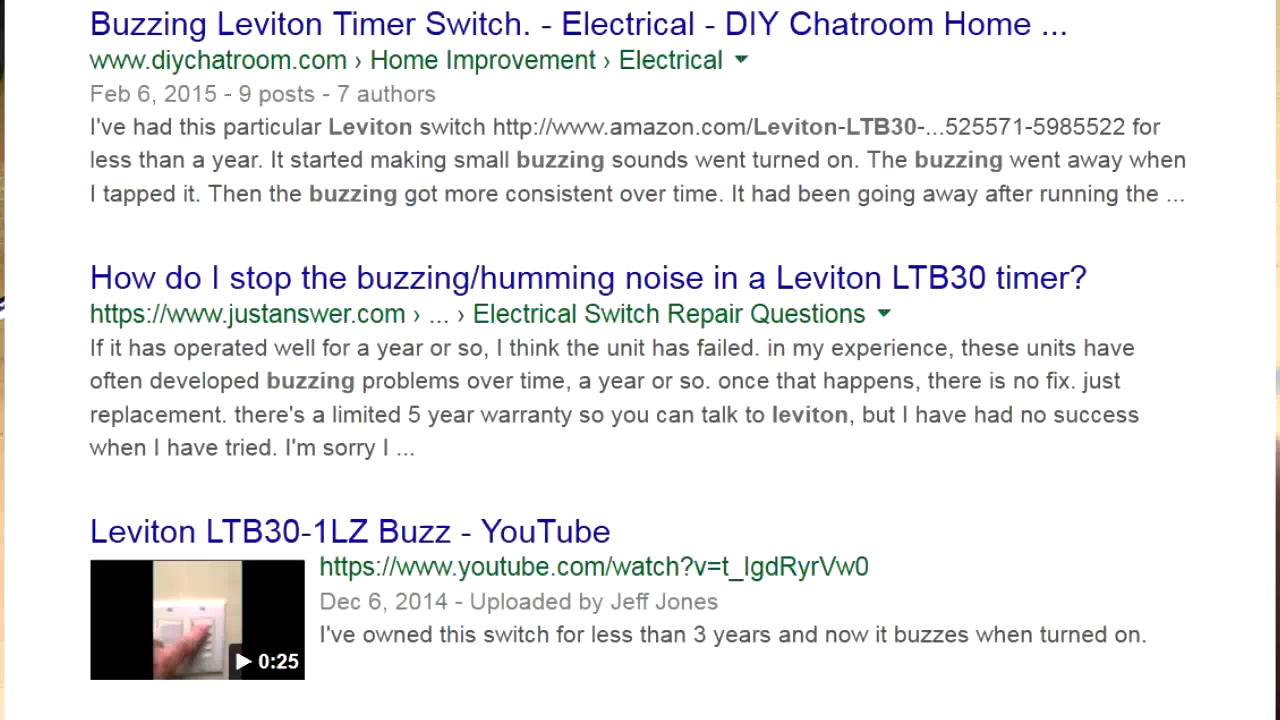 Buzzing Leviton Timer Switch. - Electrical - DIY Chatroom Home ...
www.diychatroom.com › Home Improvement › Electrical
Feb 6, 2015 - 9 posts - 7 authors
I've had this particular Leviton switch http://www.amazon.com/Leviton-LTB30-...525571-5985522 for
less than a year. It started making small buzzing sounds went turned on. The buzzing went away when
I tapped it. Then the buzzing got more consistent over time. It had been going away after running the ...
How do I stop the buzzing/humming noise in a Leviton LTB30 timer?
https://www.justanswer.com › ... › Electrical Switch Repair Questions
If it has operated well for a year or so, I think the unit has failed. in my experience, these units have
often developed buzzing problems over time, a year or so. once that happens, there is no fix. just
replacement. there's a limited 5 year warranty so you can talk to leviton, but I have had no success
when I have tried. I'm sorry I ...
Leviton LTB30-1LZ Buzz - YouTube
https://www.youtube.com/watch?v=t_lgdRyrVw0
Dec 6, 2014 - Uploaded by Jeff Jones
I've owned this switch for less than 3 years and now it buzzes when turned on.
0:25